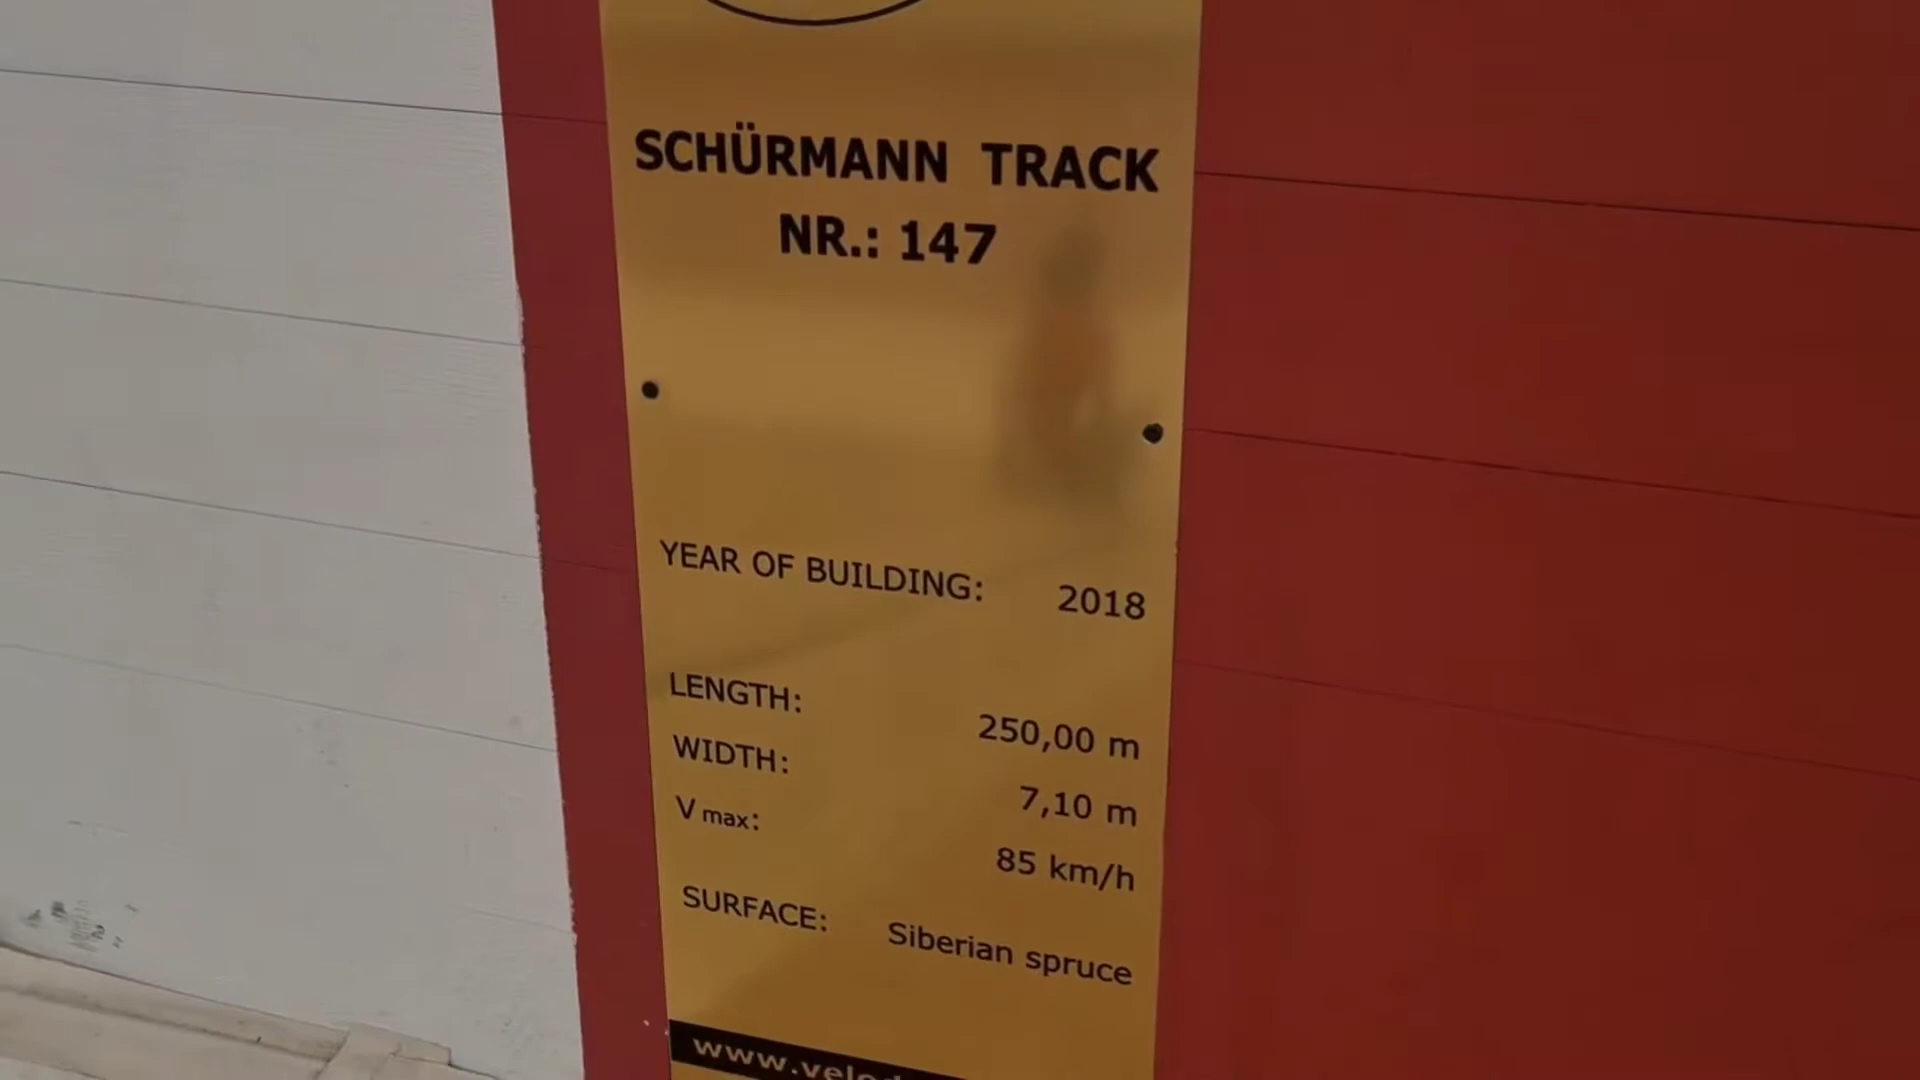 SCHÜRMANN TRACK
NR.: 147
YEAR OF BUILDING: 2018
LENGTH: 250,00 m
WIDTH: 7,10 m
V max: 85 km/h
SURFACE: Siberian spruce